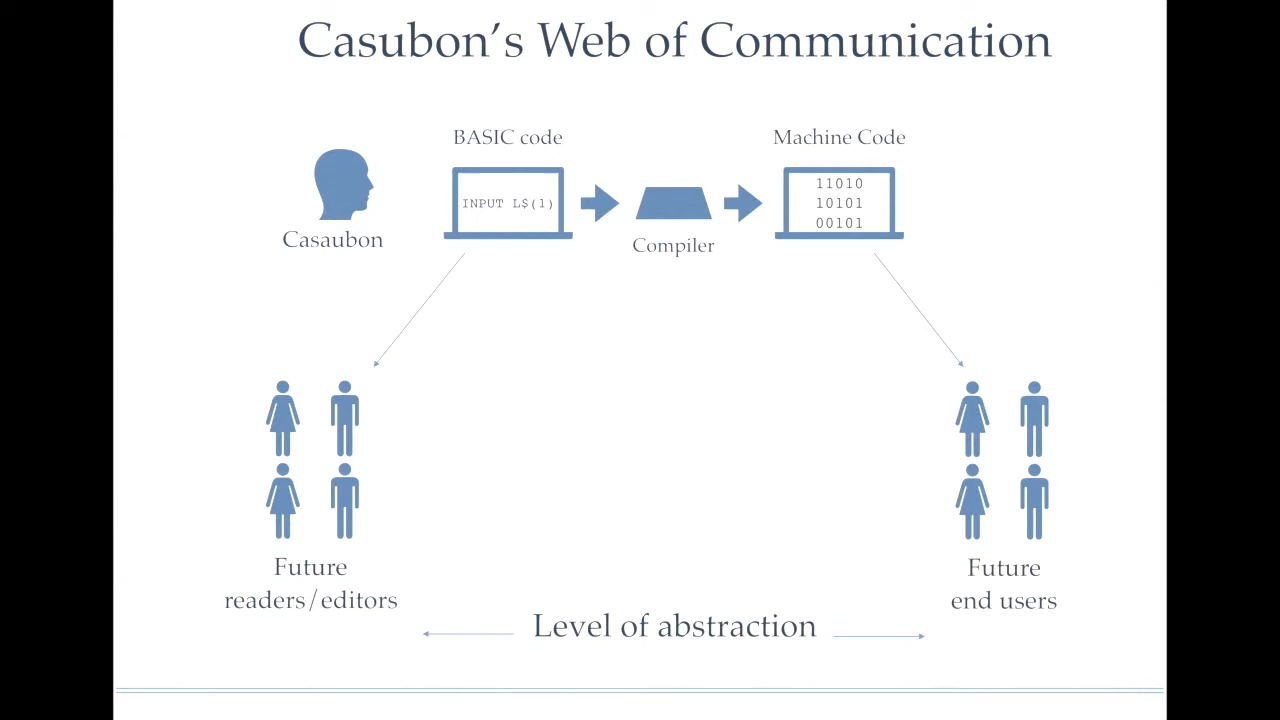 Casubon's Web of Communication
BASIC code
Machine Code
INPUT L$(1)
11010
10101
00101
Casaubon
Compiler
Future
readers/editors
Future
end users
Level of abstraction